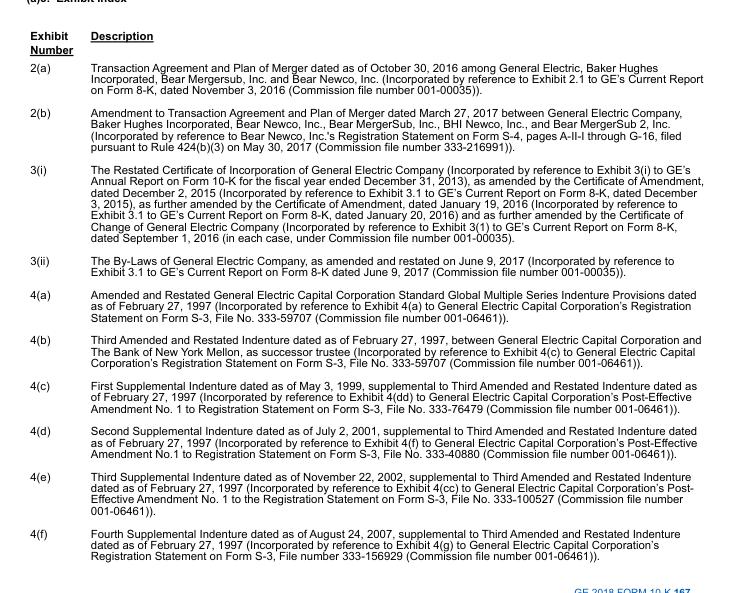 (a)3. Exhibit Index
Exhibit
Number
Description
2(a)
Transaction Agreement and Plan of Merger dated as of October 30, 2016 among General Electric, Baker Hughes
Incorporated, Bear Mergersub, Inc. and Bear Newco, Inc. (Incorporated by reference to Exhibit 2.1 to GE's Current Report
on Form 8-K, dated November 3, 2016 (Commission file number 001-00035)).
2(b)
Amendment to Transaction Agreement and Plan of Merger dated March 27, 2017 between General Electric Company,
Baker Hughes Incorporated, Bear Newco, Inc., Bear MergerSub, Inc., BHI Newco, Inc., and Bear MergerSub 2, Inc.
(Incorporated by reference to Bear Newco, Inc.'s Registration Statement on Form S-4, pages A-II-I through G-16, filed
pursuant to Rule 424(b)(3) on May 30, 2017 (Commission file number 333-216991)).
3(i)
The Restated Certificate of Incorporation of General Electric Company (Incorporated by reference to Exhibit 3(i) to GE's
Annual Report on Form 10-K for the fiscal year ended December 31, 2013), as amended by the Certificate of Amendment,
dated December 2, 2015 (Incorporated by reference to Exhibit 3.1 to GE's Current Report on Form 8-K, dated December
3, 2015), as further amended by the Certificate of Amendment, dated January 19, 2016 (Incorporated by reference to
Exhibit 3.1 to GE's Current Report on Form 8-K, dated January 20, 2016) and as further amended by the Certificate of
Change of General Electric Company (Incorporated by reference to Exhibit 3(1) to GE's Current Report on Form 8-K,
dated September 1, 2016 (in each case, under Commission file number 001-00035).
3(ii)
The By-Laws of General Electric Company, as amended and restated on June 9, 2017 (Incorporated by reference to
Exhibit 3.1 to GE's Current Report on Form 8-K dated June 9, 2017 (Commission file number 001-00035)).
4(a)
Amended and Restated General Electric Capital Corporation Standard Global Multiple Series Indenture Provisions dated
as of February 27, 1997 (Incorporated by reference to Exhibit 4(a) to General Electric Capital Corporation's Registration
Statement on Form S-3, File No. 333-59707 (Commission file number 001-06461)).
4(b)
Third Amended and Restated Indenture dated as of February 27, 1997, between General Electric Capital Corporation and
The Bank of New York Mellon, as successor trustee (Incorporated by reference to Exhibit 4(c) to General Electric Capital
Corporation's Registration Statement on Form S-3, File No. 333-59707 (Commission file number 001-06461)).
4(c)
First Supplemental Indenture dated as of May 3, 1999, supplemental to Third Amended and Restated Indenture dated as
of February 27, 1997 (Incorporated by reference to Exhibit 4(dd) to General Electric Capital Corporation's Post-Effective
Amendment No. 1 to Registration Statement on Form S-3, File No. 333-76479 (Commission file number 001-06461)).
4(d)
Second Supplemental Indenture dated as of July 2, 2001, supplemental to Third Amended and Restated Indenture dated
as of February 27, 1997 (Incorporated by reference to Exhibit 4(f) to General Electric Capital Corporation's Post-Effective
Amendment No.1 to Registration Statement on Form S-3, File No. 333-40880 (Commission file number 001-06461)).
4(e)
Third Supplemental Indenture dated as of November 22, 2002, supplemental to Third Amended and Restated Indenture
dated as of February 27, 1997 (Incorporated by reference to Exhibit 4(cc) to General Electric Capital Corporation's Post-
Effective Amendment No. 1 to the Registration Statement on Form S-3, File No. 333-100527 (Commission file number
001-06461)).
4(f)
Fourth Supplemental Indenture dated as of August 24, 2007, supplemental to Third Amended and Restated Indenture
dated as of February 27, 1997 (Incorporated by reference to Exhibit 4(g) to General Electric Capital Corporation's
Registration Statement on Form S-3, File number 333-156929 (Commission file number 001-06461)).
GE 2018 FORM 10-K 167